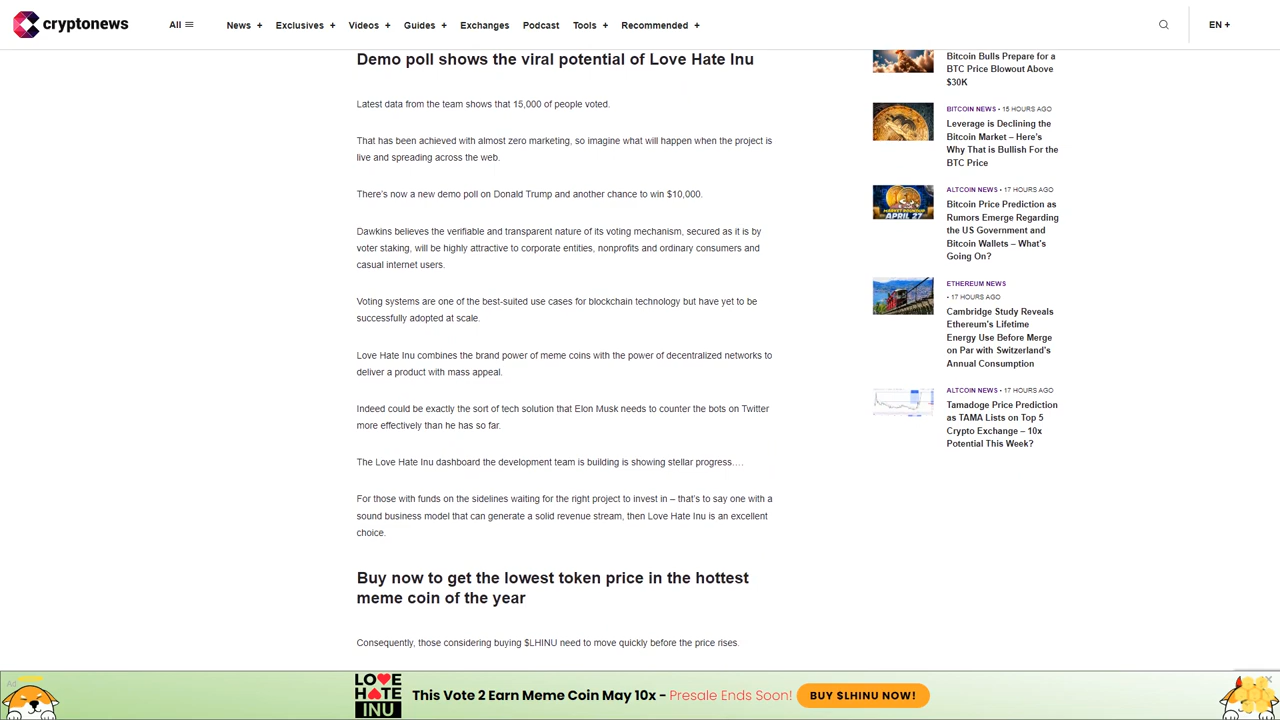 cryptonews
All
News +
Exclusives +
Videos +
Guides +
Exchanges
Podcast
Tools +
Recommended +
EN +
Demo poll shows the viral potential of Love Hate Inu
Latest data from the team shows that 15,000 of people voted.
That has been achieved with almost zero marketing, so imagine what will happen when the project is
live and spreading across the web.
There's now a new demo poll on Donald Trump and another chance to win $10,000.
Dawkins believes the verifiable and transparent nature of its voting mechanism, secured as it is by
voter staking, will be highly attractive to corporate entities, nonprofits and ordinary consumers and
casual internet users.
Voting systems are one of the best-suited use cases for blockchain technology but have yet to be
successfully adopted at scale.
Love Hate Inu combines the brand power of meme coins with the power of decentralized networks to
deliver a product with mass appeal.
Indeed could be exactly the sort of tech solution that Elon Musk needs to counter the bots on Twitter
more effectively than he has so far.
The Love Hate Inu dashboard the development team is building is showing stellar progress….
For those with funds on the sidelines waiting for the right project to invest in – that's to say one with a
sound business model that can generate a solid revenue stream, then Love Hate Inu is an excellent
choice.
Buy now to get the lowest token price in the hottest
meme coin of the year
Consequently, those considering buying $LHINU need to move quickly before the price rises.
Bitcoin Bulls Prepare for a
BTC Price Blowout Above
$30K
BITCOIN NEWS • 15 HOURS AGO
Leverage is Declining the
Bitcoin Market – Here's
Why That is Bullish For the
BTC Price
ALTCOIN NEWS • 17 HOURS AGO
Bitcoin Price Prediction as
Rumors Emerge Regarding
the US Government and
Bitcoin Wallets – What's
Going On?
APRIL 27
ETHEREUM NEWS
• 17 HOURS AGO
Cambridge Study Reveals
Ethereum's Lifetime
Energy Use Before Merge
on Par with Switzerland's
Annual Consumption
ALTCOIN NEWS • 17 HOURS AGO
Tamadoge Price Prediction
as TAMA Lists on Top 5
Crypto Exchange – 10x
Potential This Week?
Ad
LOVE
HATE
INU
This Vote 2 Earn Meme Coin May 10x - Presale Ends Soon!
BUY $LHINU NOW!